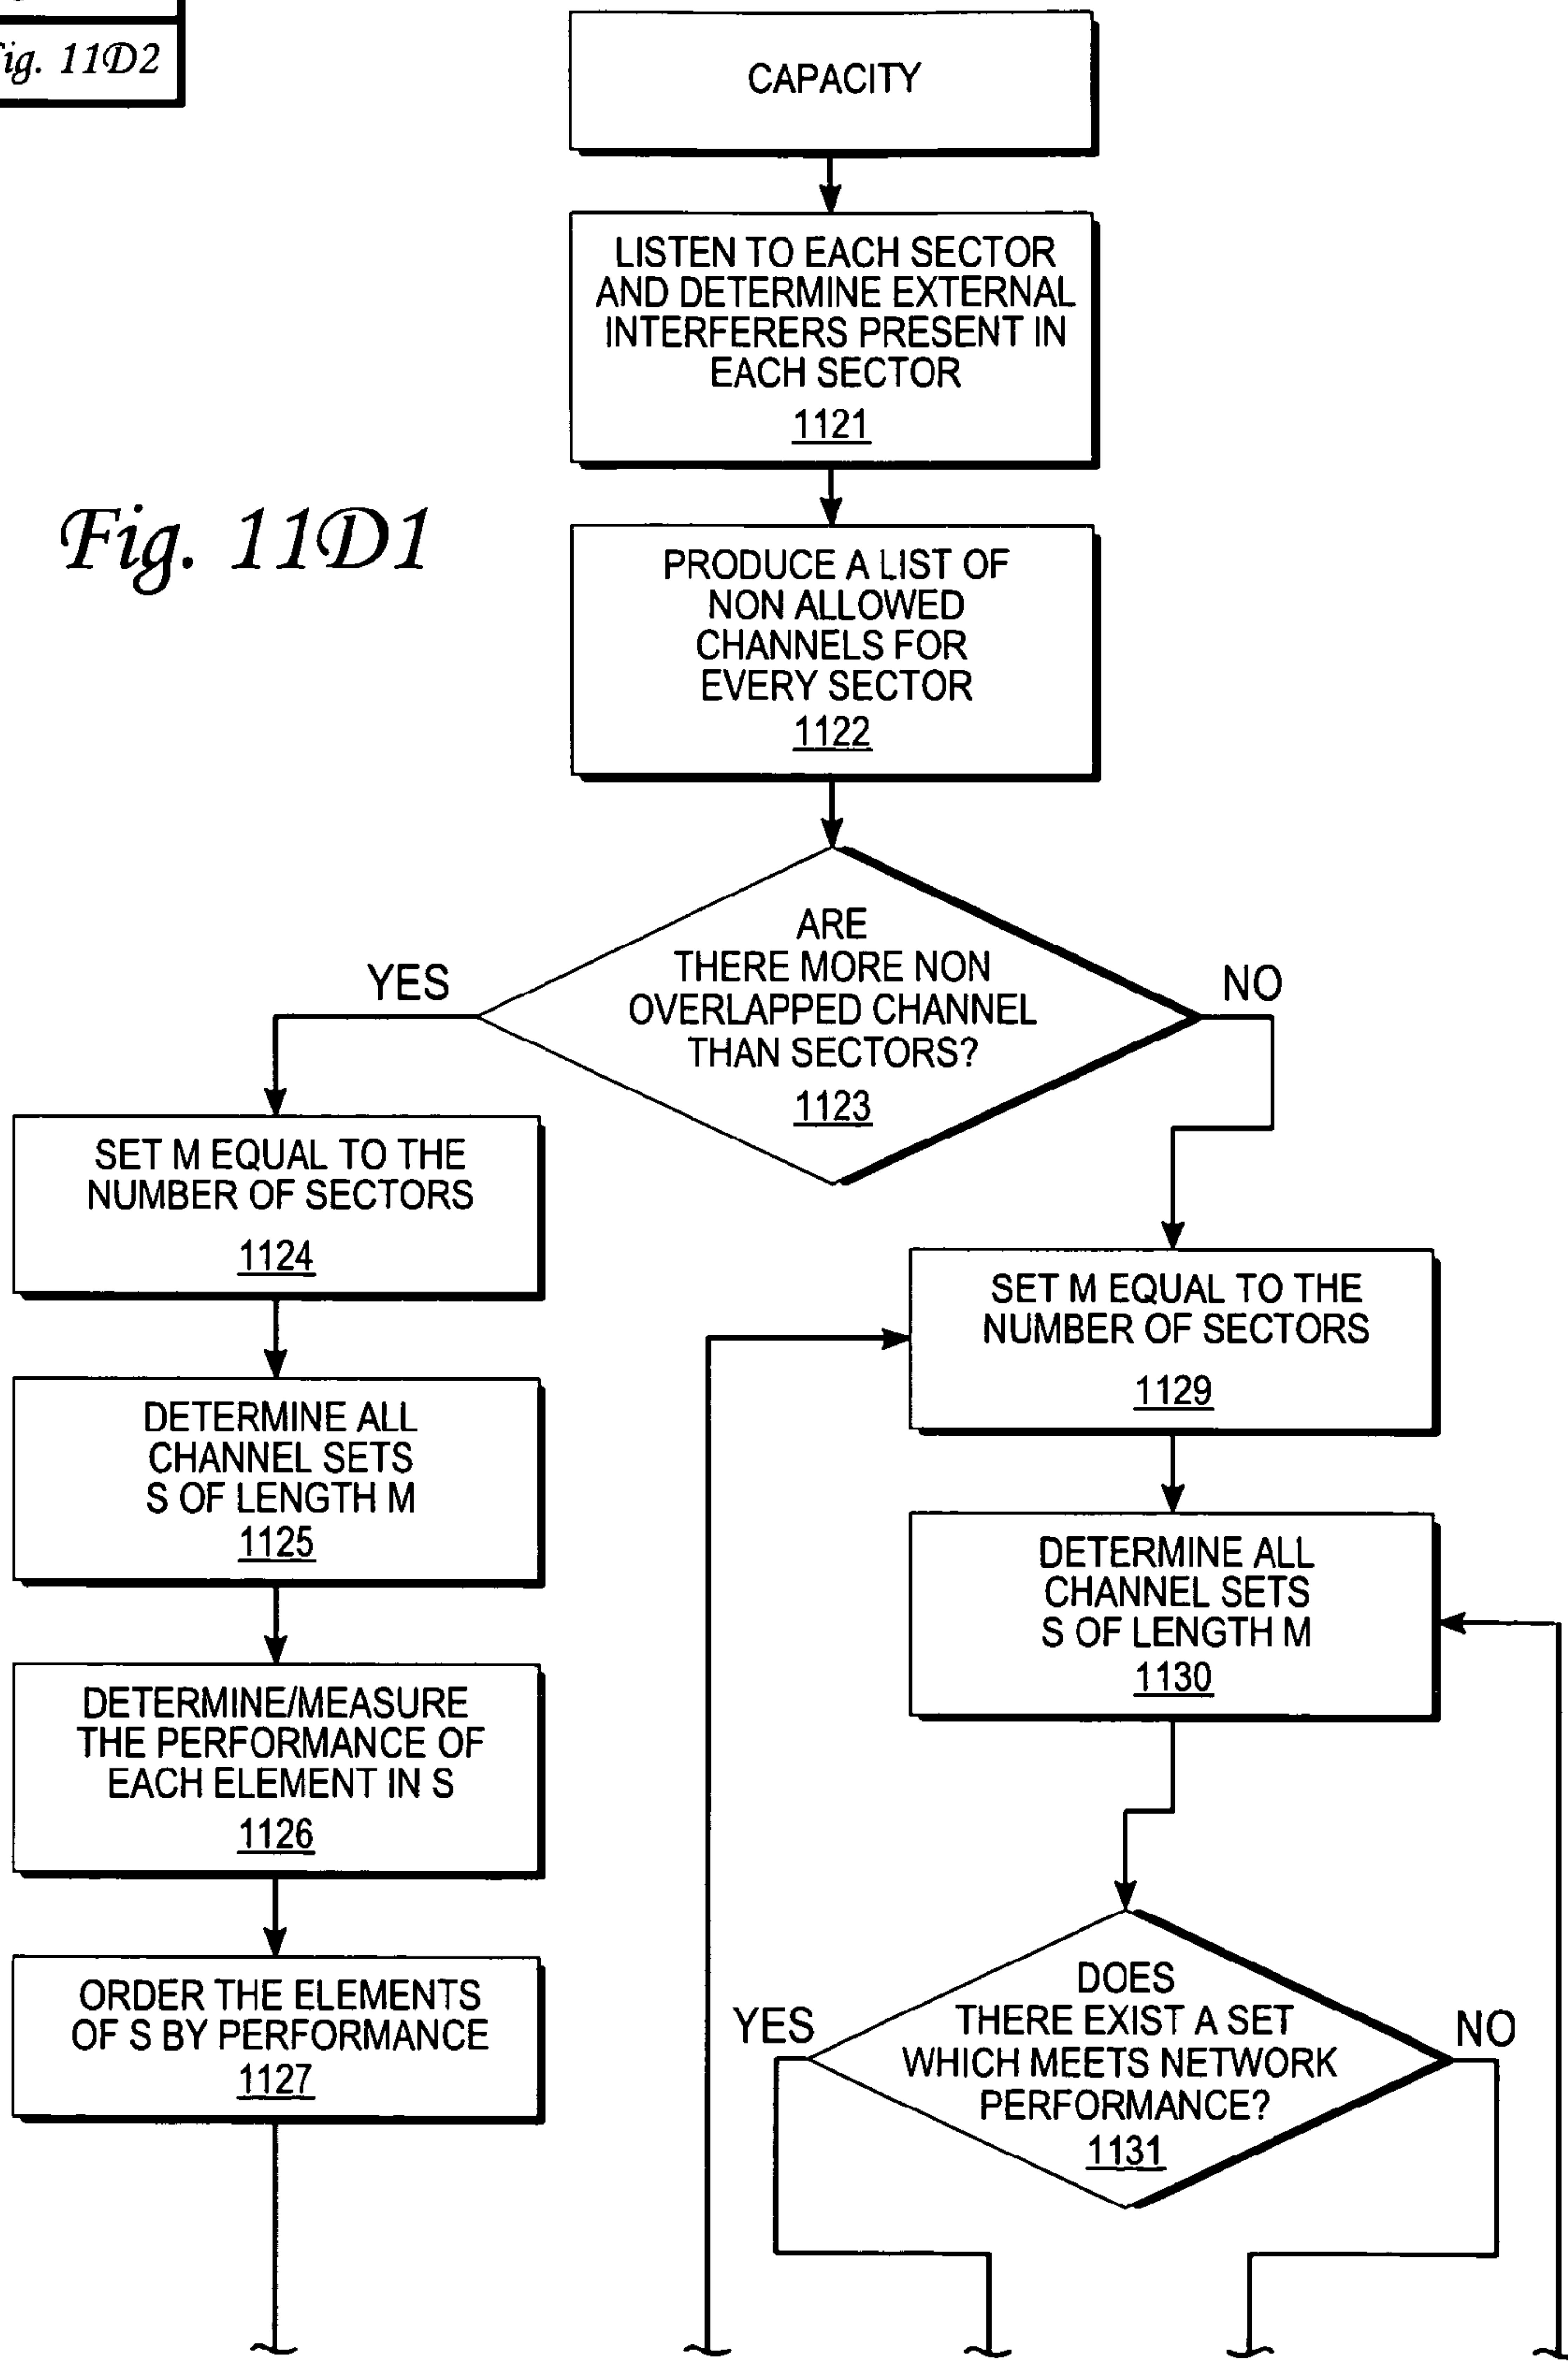 ig. 11D2
CAPACITY
LISTEN TO EACH SECTOR
AND DETERMINE EXTERNAL
INTERFERERS PRESENT IN
EACH SECTOR
1121
Fig. 11D1
PRODUCE A LIST OF
NON ALLOWED
CHANNELS FOR
EVERY SECTOR
1122
ARE
THERE MORE NON
OVERLAPPED CHANNEL
THAN SECTORS?
1123
YES
NO
SET M EQUAL TO THE
NUMBER OF SECTORS
1124
DETERMINE ALL
CHANNEL SETS
S OF LENGTH M
1125
DETERMINE/MEASURE
THE PERFORMANCE OF
EACH ELEMENT IN S
1126
ORDER THE ELEMENTS
OF S BY PERFORMANCE
1127
SET M EQUAL TO THE
NUMBER OF SECTORS
1129
DETERMINE ALL
CHANNEL SETS
S OF LENGTH M
1130
DOES
THERE EXIST A SET
WHICH MEETS NETWORK
PERFORMANCE?
1131
YES
NO